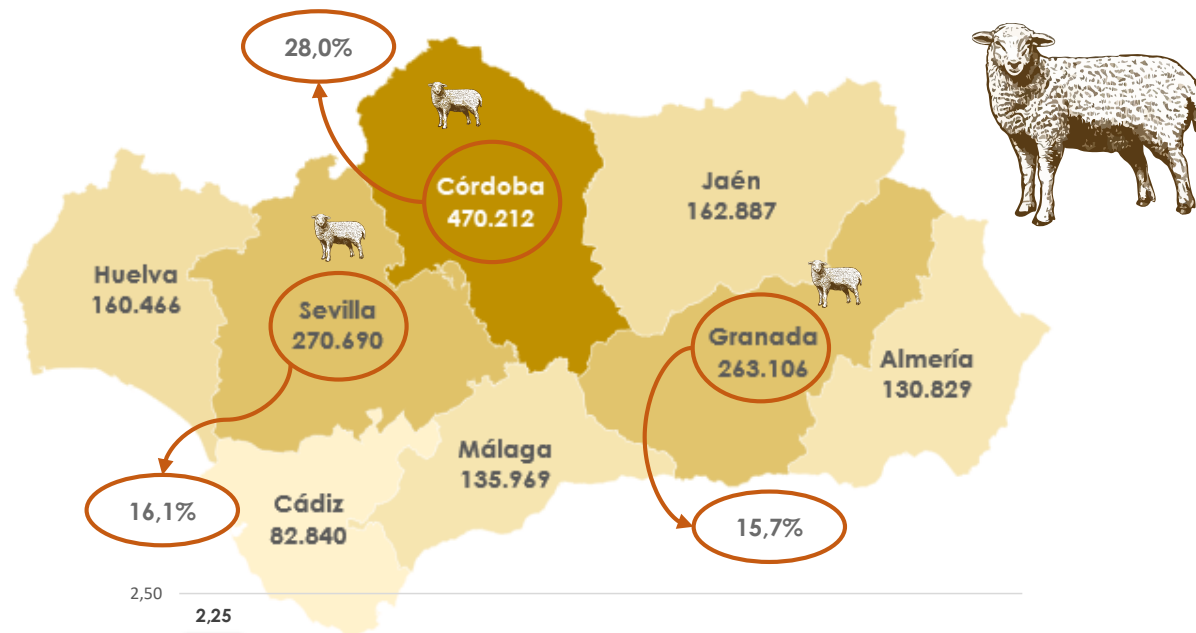 28,0%
Córdoba
470.212
Jaén
162.887
Huelva
160.466
Sevilla
270.690
Granada
263.106
Almería
130.829
Málaga
135.969
16,1%
Cádiz
82.840
15,7%
2,50
2,25